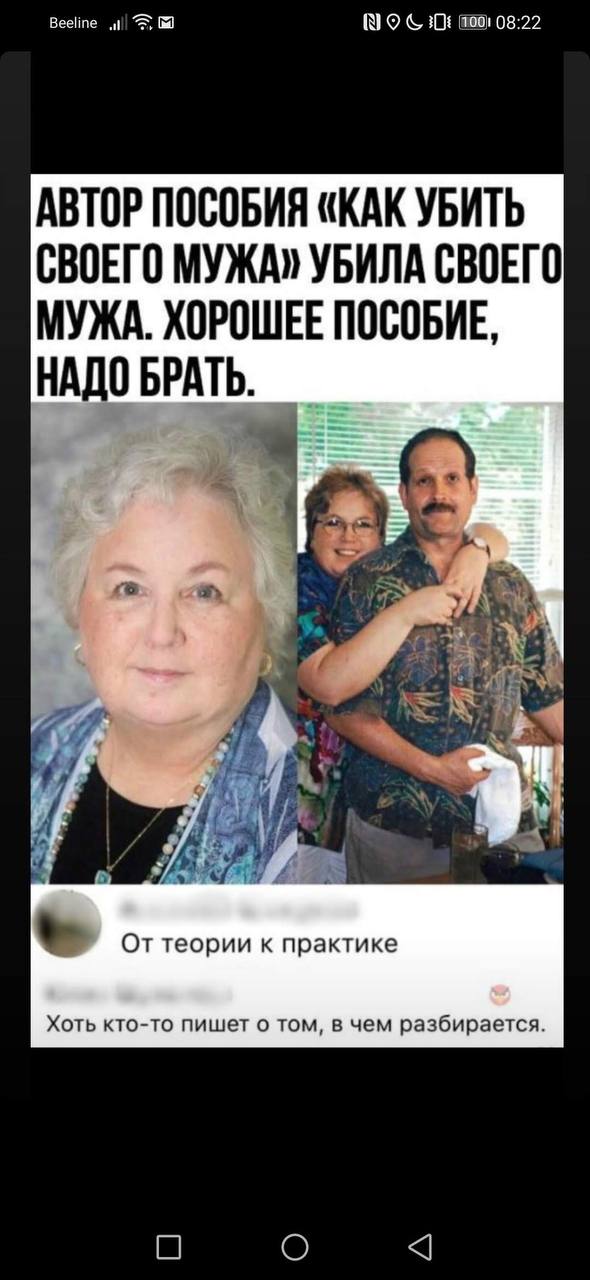 Beeline
100
08:22
АВТОР ПОСОБИЯ «КАК УБИТЬ
СВОЕГО МУЖА» УБИЛА СВОЕГО
МУЖА. ХОРОШЕЕ ПОСОБИЕ,
НАДО БРАТЬ.
От теории к практике
Хоть кто-то пишет о том, в чем разбирается.